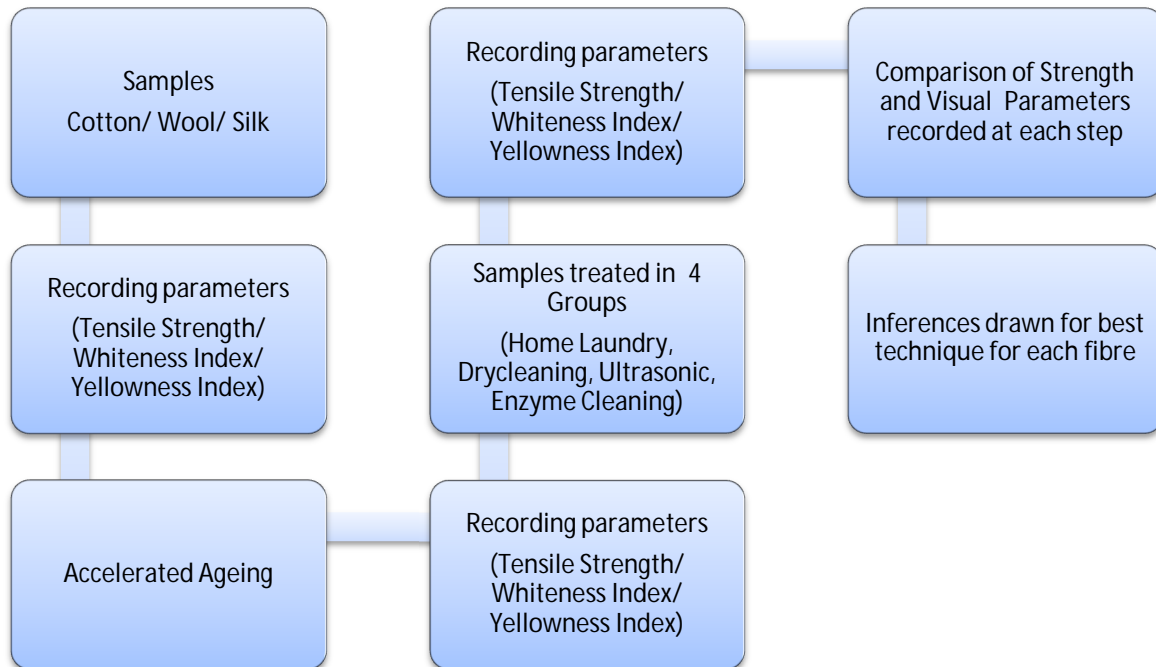 Samples
Cotton/ Wool/ Silk
Recording parameters
(Tensile Strength/
Whiteness Index/
Yellowness Index)
Accelerated Ageing
Recording parameters
(Tensile Strength/
Whiteness Index/
Yellowness Index)
Samples treated in 4
Groups
(Home Laundry,
Drycleaning, Ultrasonic,
Enzyme Cleaning)
Recording parameters
(Tensile Strength/
Whiteness Index/
Yellowness Index)
Comparison of Strength
and Visual Parameters
recorded at each step
Inferences drawn for best
technique for each fibre